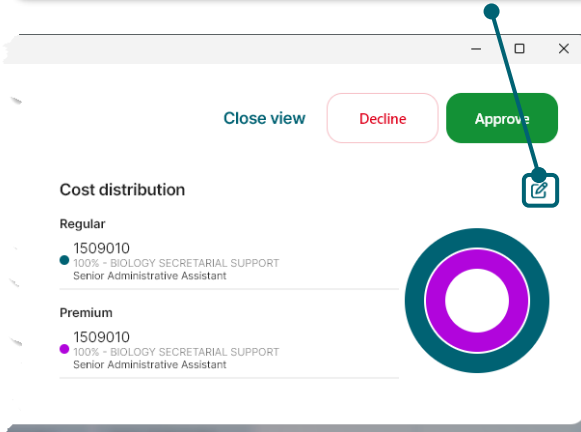 Close view
Decline
Approve
Cost distribution
Regular
1509010
100% - BIOLOGY SECRETARIAL SUPPORT
Senior Administrative Assistant
Premium
1509010
100% - BIOLOGY SECRETARIAL SUPPORT
Senior Administrative Assistant